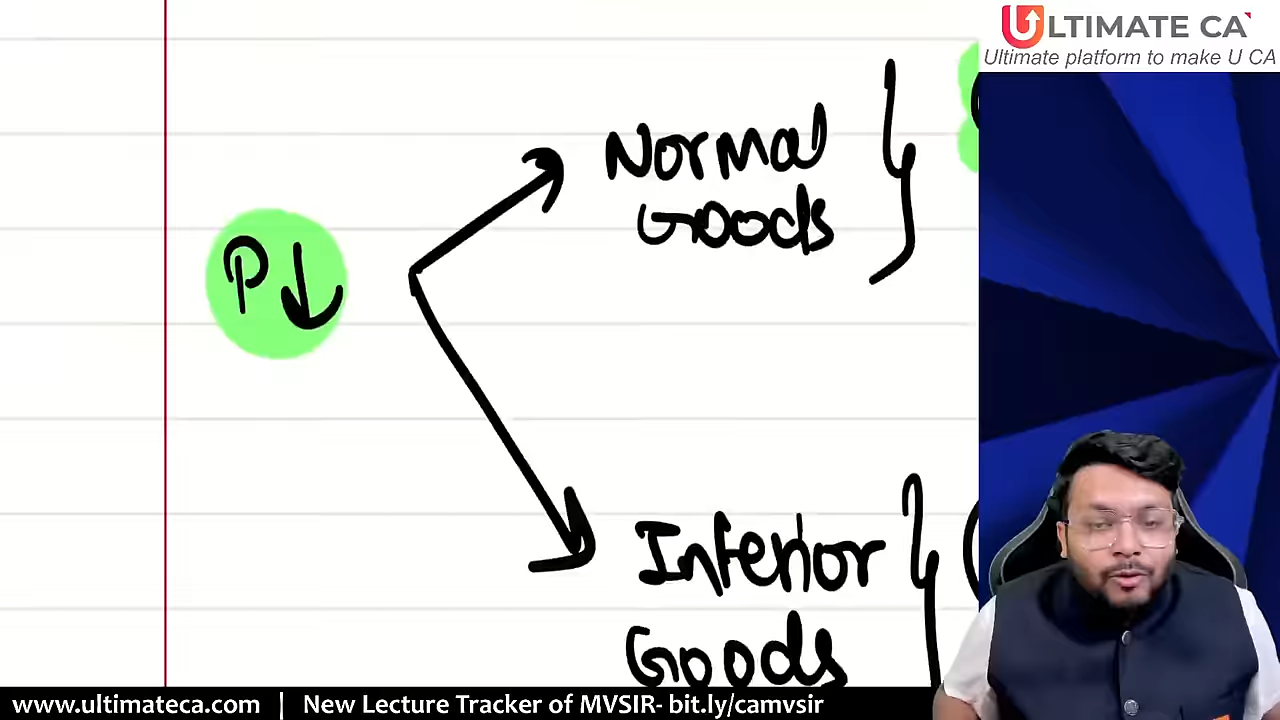 ULTIMATE CA
Ultimate platform to make U CA
Normal
Goods
P↓
Inferior
Goods
www.ultimateca.com | New Lecture Tracker of MVSIR- bit.ly/camvsir